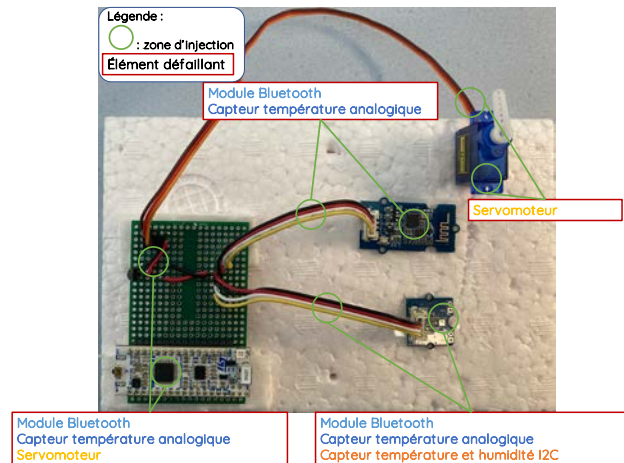 Légende :
: zone d'injection
Élément défaillant
Module Bluetooth
Capteur température analogique
Servomoteur
Module Bluetooth
Capteur température analogique
Servomoteur
Module Bluetooth
Capteur température analogique
Capteur température et humidité I2C